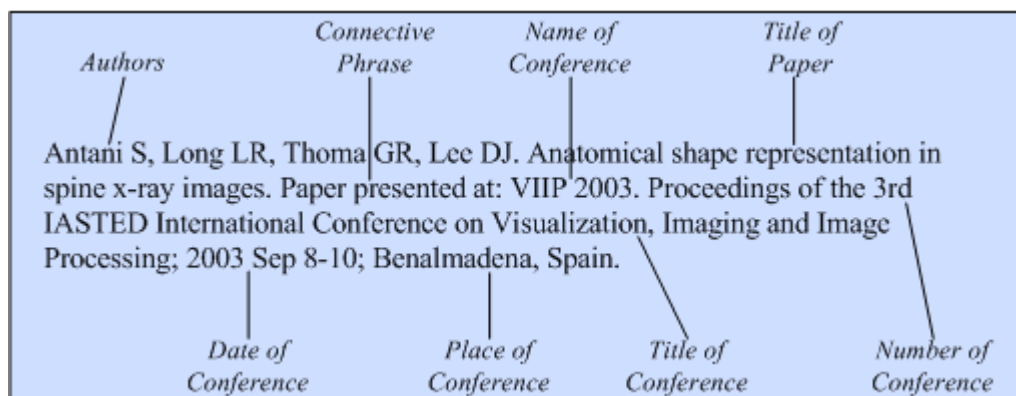 Authors
Connective
Phrase
Name of
Conference
Title of
Paper
Antani S, Long LR, Thoma GR, Lee DJ. Anatomical shape representation in
spine x-ray images. Paper presented at: VIIP 2003. Proceedings of the 3rd
IASTED International Conference on Visualization, Imaging and Image
Processing; 2003 Sep 8-10; Benalmadena, Spain.
Date of
Conference
Place of
Conference
Title of
Conference
Number of
Conference